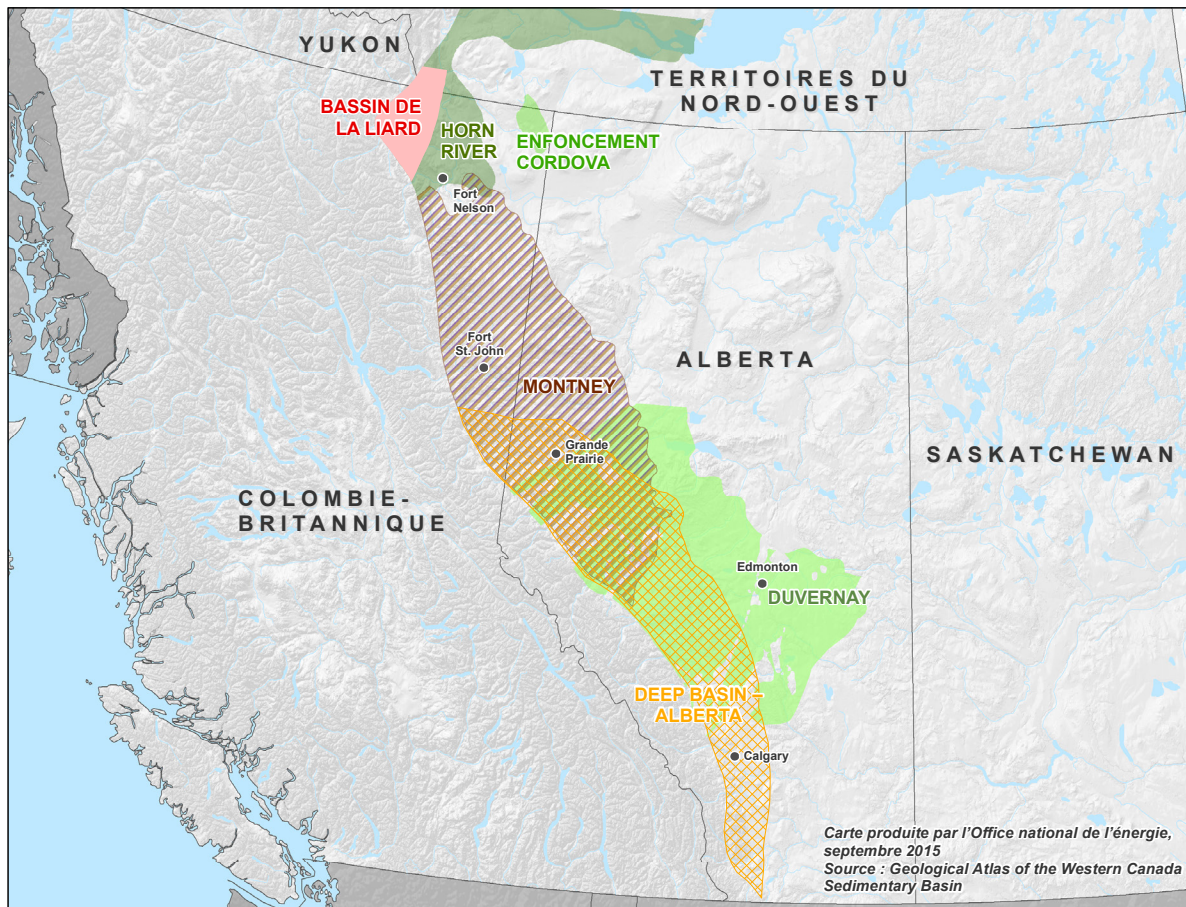 YUKON
TERRITOIRES DU
NORD-OUEST
BASSIN DE
LA LIARD
HORN
RIVER
ENFONCEMENT
CORDOVA
Fort
Nelson
Fort
St. John
ALBERTA
MONTNEY
Grande
Prairie
SASKATCHEWAN
COLOMBIE-
BRITANNIQUE
Edmonton
DUVERNAY
DEEP BASIN –
ALBERTA
Calgary
Carte produite par l'Office national de l'énergie,
septembre 2015
Source : Geological Atlas of the Western Canada
Sedimentary Basin